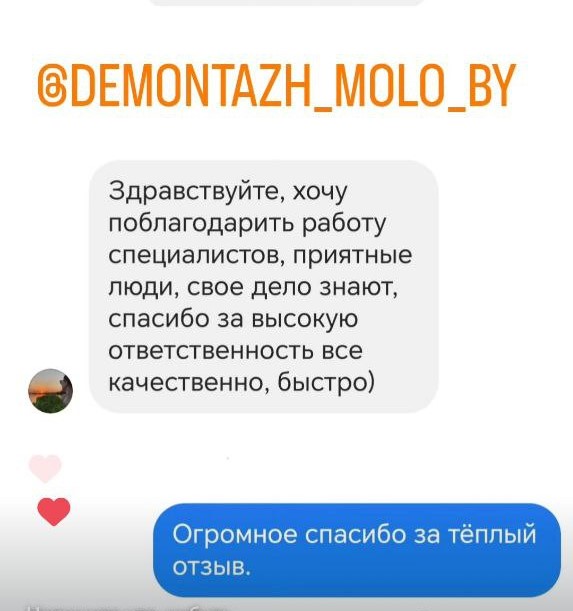 @DEMONTAZH_MOLO_BY
Здравствуйте, хочу
поблагодарить работу
специалистов, приятные
люди, свое дело знают,
спасибо за высокую
ответственность все
качественно, быстро)
Огромное спасибо за тёплый
отзыв.